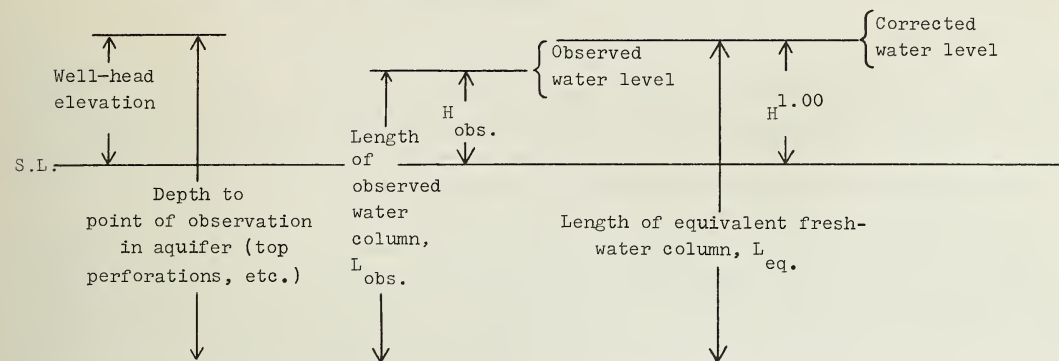 Well-head
elevation
S.L.
Depth to
point of observation
in aquifer (top
perforations, etc.)
Length
of
observed
water
column,
L obs.
H obs.
Observed
water level
Length of equivalent fresh-
water column, L eq.
H 1.00
Corrected
water level